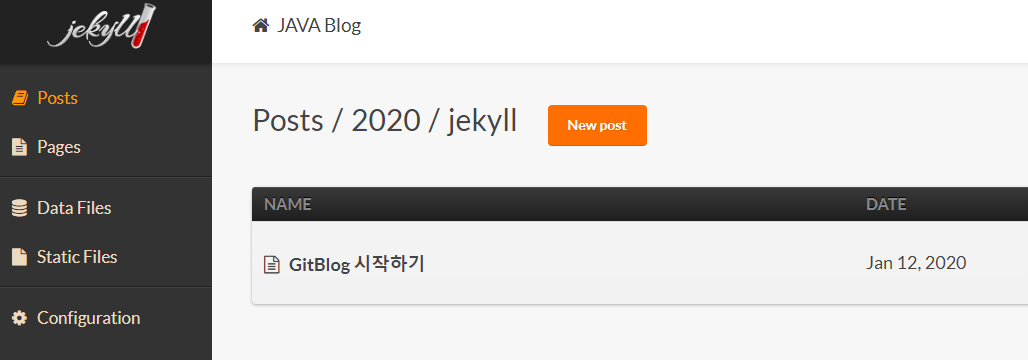 jekyll
JAVA Blog
Posts
Pages
Data Files
Static Files
Configuration
Posts / 2020 / jekyll
New post
NAME DATE
GitBlog 시작하기 Jan 12, 2020